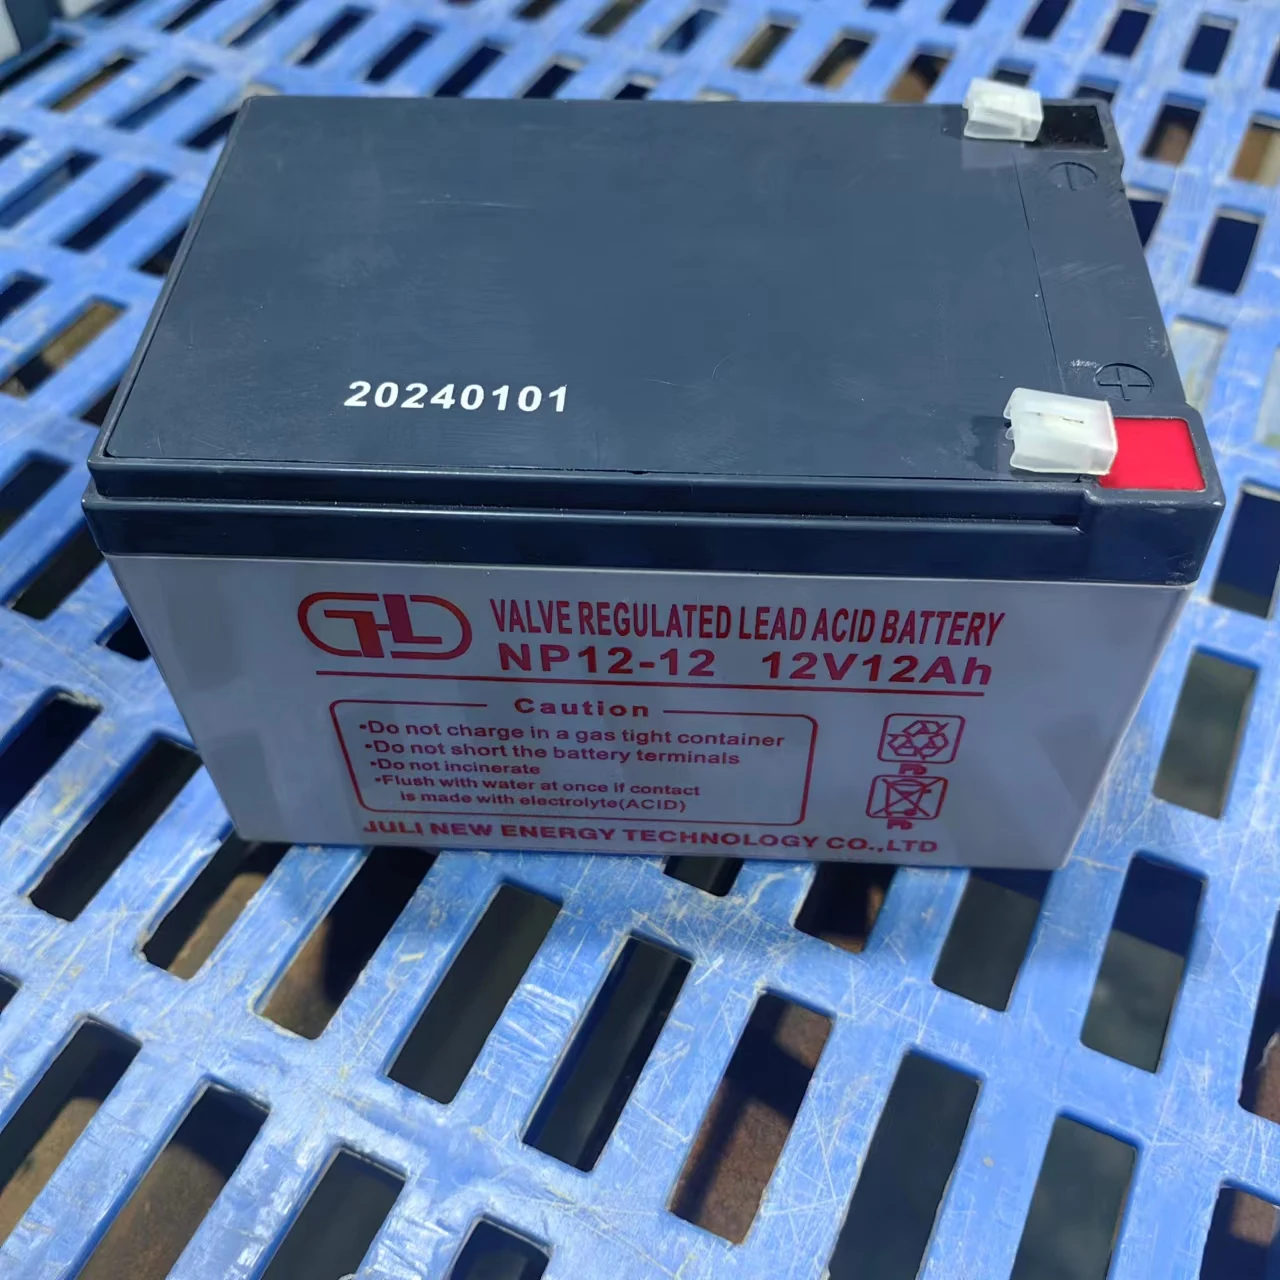 20240101
VALVE REGULATED LEAD ACID BATTERY
NP12-12 12V12Ah
Caution
•Do not charge in a gas tight container
•Do not short the battery terminals
•Do not incinerate
•Flush with water at once if contact
is made with electrolyte(ACID)
Pb
Pb
JULI NEW ENERGY TECHNOLOGY CO.,LTD